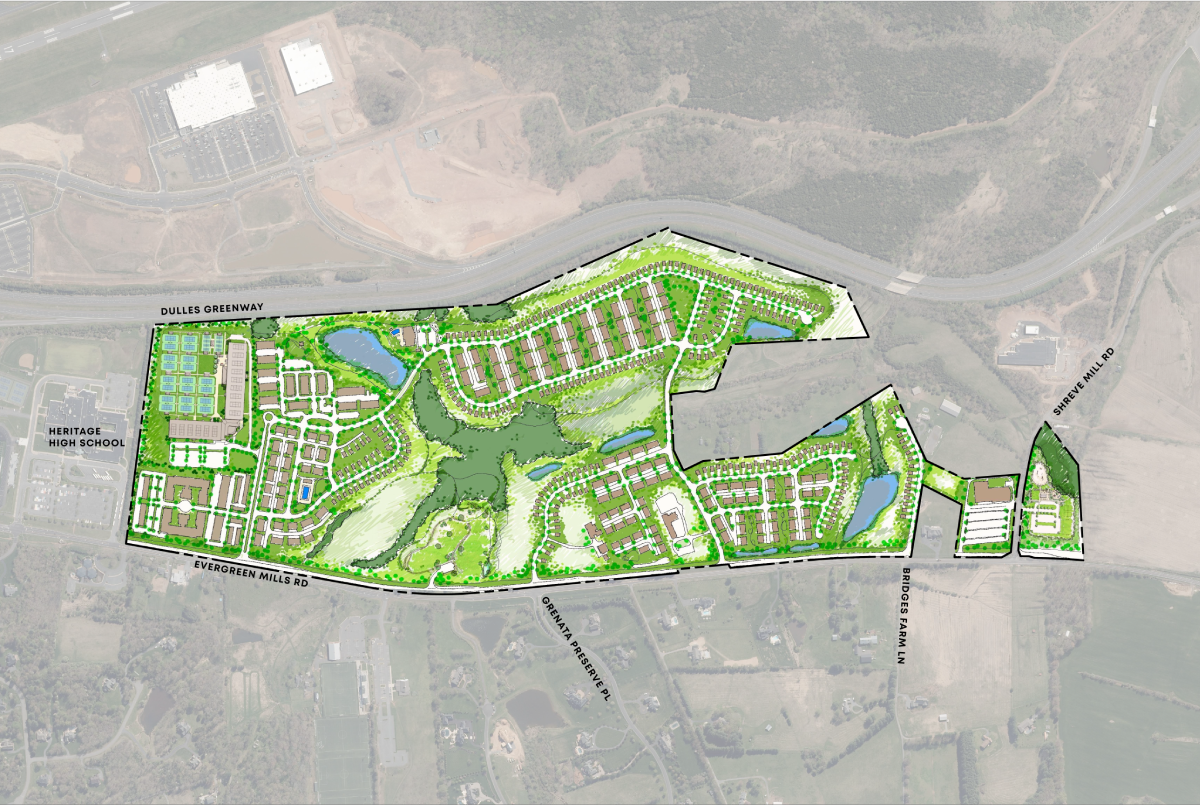 DULLES GREENWAY
SHREVE MILL RD
HERITAGE
HIGH SCHOOL
EVERGREEN MILLS RD
GRENATA PRESERVE PL
BRIDGES FARM LN